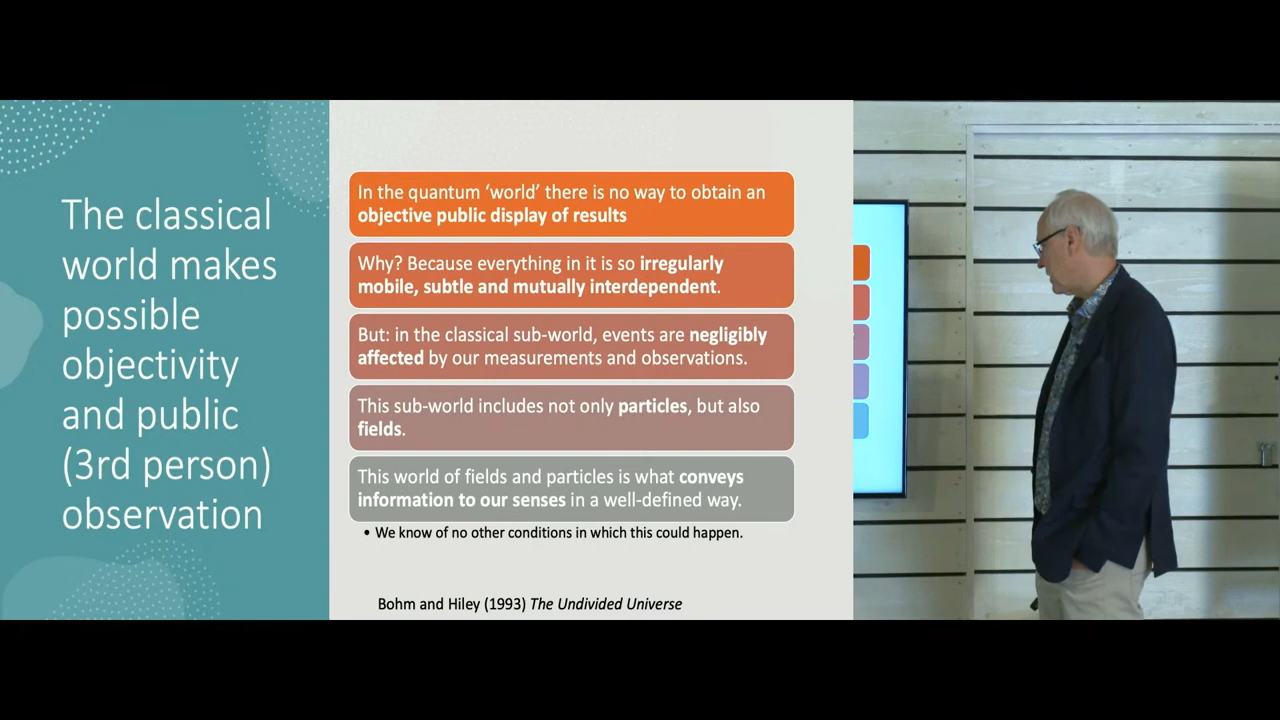 The classical
world makes
possible
objectivity
and public
(3rd person)
observation
In the quantum ‘world’ there is no way to obtain an
objective public display of results
Why? Because everything in it is so irregularly
mobile, subtle and mutually interdependent.
But: in the classical sub-world, events are negligibly
affected by our measurements and observations.
This sub-world includes not only particles, but also
fields.
This world of fields and particles is what conveys
information to our senses in a well-defined way.
• We know of no other conditions in which this could happen.
Bohm and Hiley (1993) The Undivided Universe